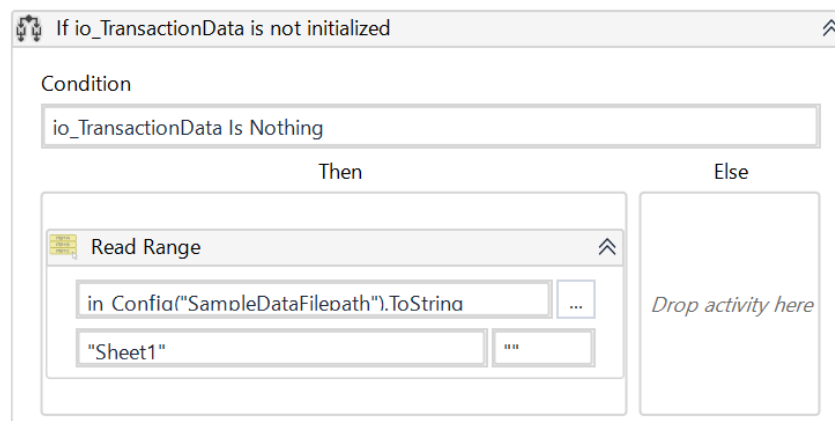 If io_TransactionData is not initialized
Condition
io_TransactionData Is Nothing
Then
Else
Read Range
in_Config("SampleDataFilepath").ToString
...
Drop activity here
"Sheet1"
""